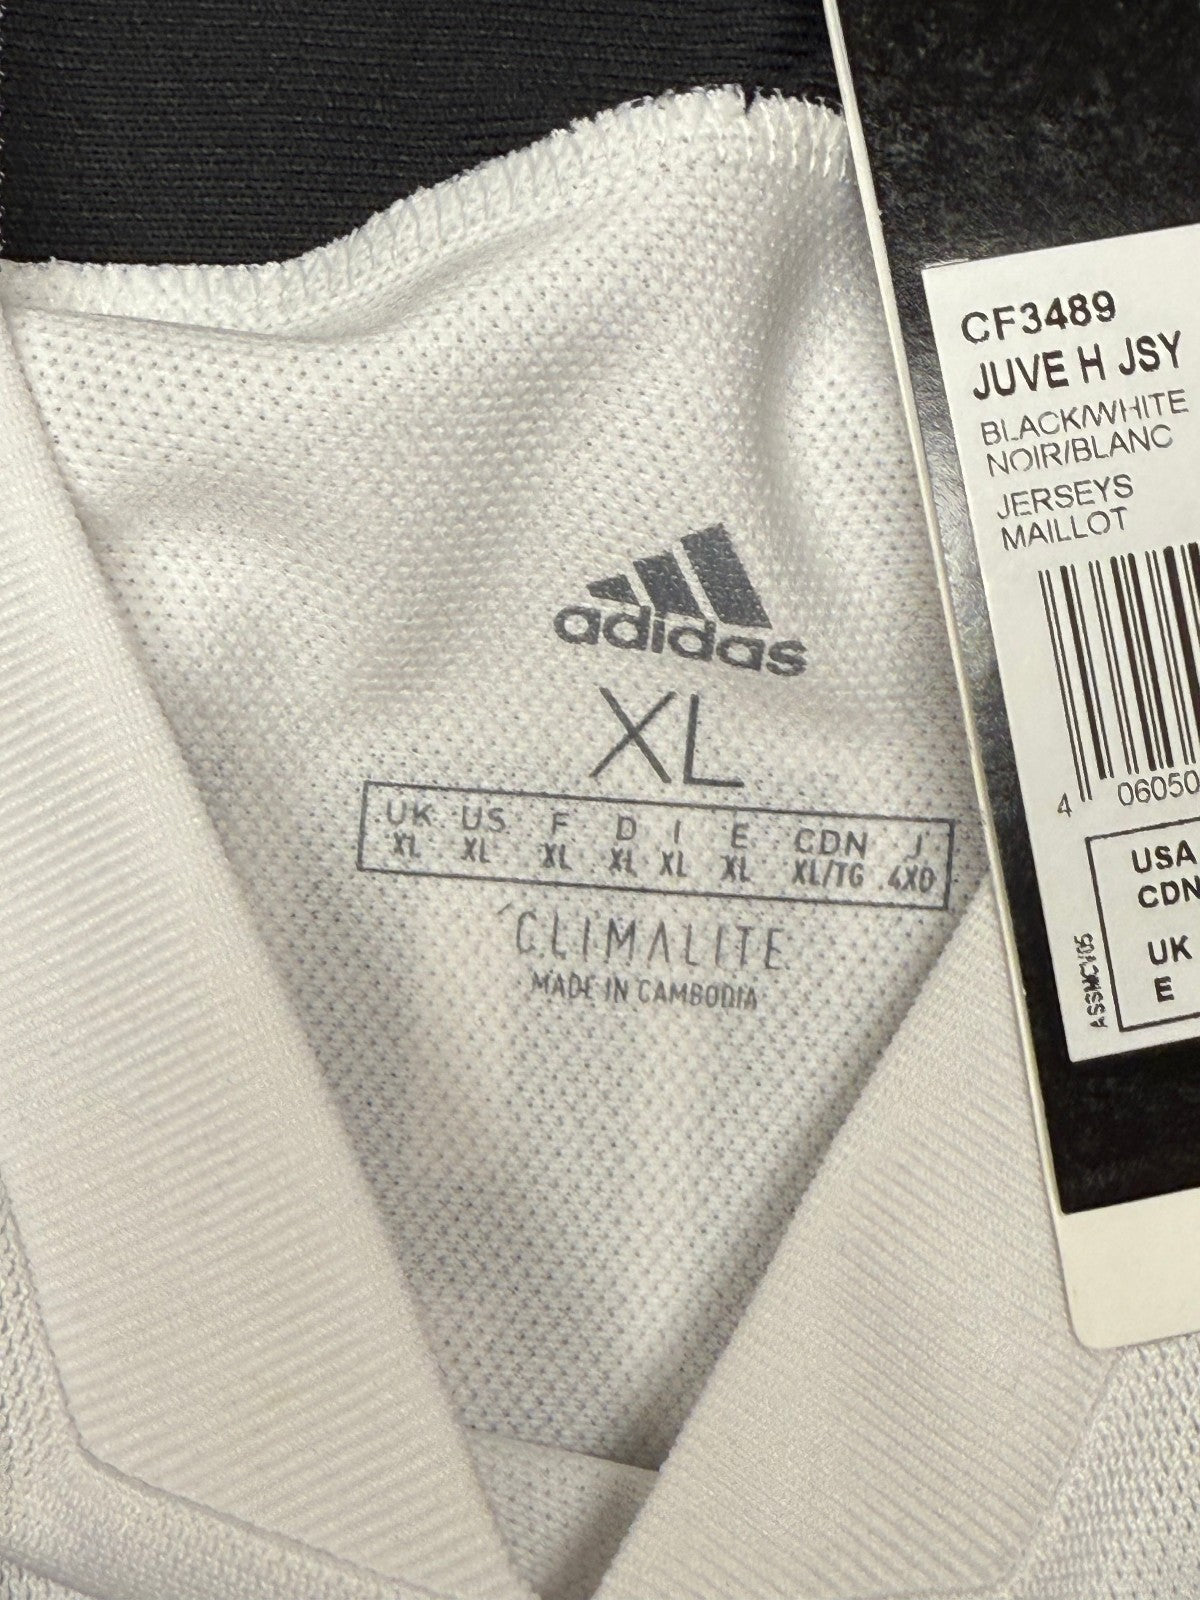 adidas
XL
UK US F D I E CDN J
XL XL XL XL XL XL XL/TG 4XO
CLIMALITE
MADE IN CAMBODIA
CF3489
JUVE H JSY
BLACK/WHITE
NOIR/BLANC
JERSEYS
MAILLOT
4 06050
USA
CDN
UK
E